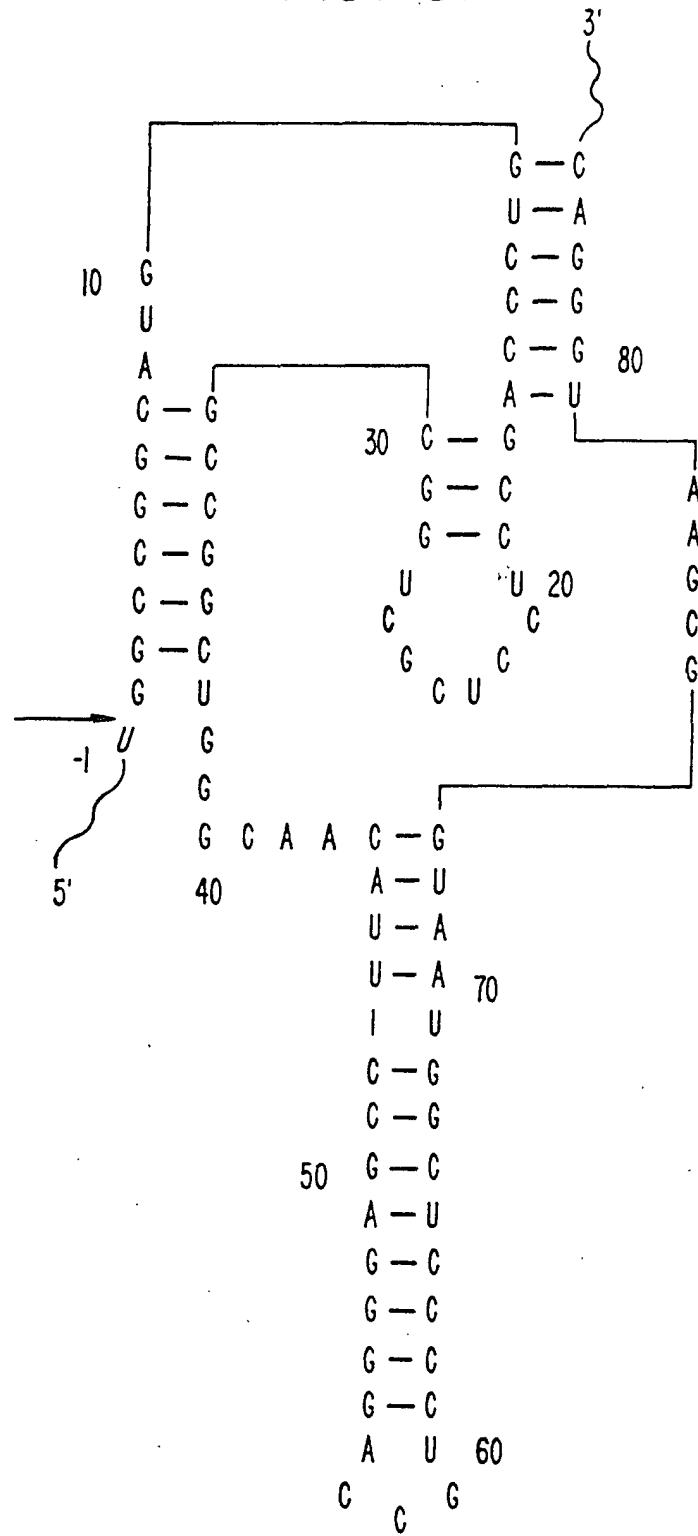 3'
G – C
U – A
C – G
C – G
C – G 80
A – U
10 G
U
A
C – G
G – C
G – C
C – G
C – G
G – C
G U
U G
-1 G
5'
G C A A C – G
40
30 C – G
G – C
G – C
U U 20
C C
G C
C U
A
A
G
C
G
A – U
U – A
U – A 70
I U
C – G
C – G
50 G – C
A – U
G – C
G – C
G – C
G – C
A U 60
C G
C